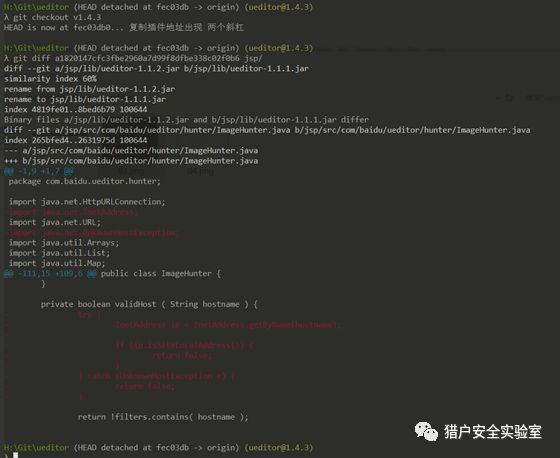 H:\Git\ueditor (HEAD detached at fec03db -> origin) (ueditor@1.4.3)
λ git checkout v1.4.3
HEAD is now at fec03db0... 复制插件地址出现 两个斜杠
H:\Git\ueditor (HEAD detached at fec03db -> origin) (ueditor@1.4.3)
λ git diff a1820147cfc3fbe2960a7d99f8dfbe338c02f0b6 jsp/
diff --git a/jsp/lib/ueditor-1.1.2.jar b/jsp/lib/ueditor-1.1.1.jar
similarity index 60%
rename from jsp/lib/ueditor-1.1.2.jar
rename to jsp/lib/ueditor-1.1.1.jar
index 4819fe01..8bed6b79 100644
Binary files a/jsp/lib/ueditor-1.1.2.jar and b/jsp/lib/ueditor-1.1.1.jar differ
diff --git a/jsp/src/com/baidu/ueditor/hunter/ImageHunter.java b/jsp/src/com/baidu/ueditor/hunter/ImageHunter.java
index 265bfed4..2631975d 100644
--- a/jsp/src/com/baidu/ueditor/hunter/ImageHunter.java
+++ b/jsp/src/com/baidu/ueditor/hunter/ImageHunter.java
@@ -1,9 +1,7 @@
package com.baidu.ueditor.hunter;
import java.net.HttpURLConnection;
-import java.net.InetAddress;
import java.net.URL;
-import java.net.UnknownHostException;
import java.util.Arrays;
import java.util.List;
import java.util.Map;
@@ -111,15 +109,6 @@ public class ImageHunter {
}
private boolean validHost ( String hostname ) {
- try {
- InetAddress ip = InetAddress.getByName(hostname);
-
- if (ip.isSiteLocalAddress()) {
- return false;
- }
- } catch (UnknownHostException e) {
- return false;
- }
return !filters.contains( hostname );
H:\Git\ueditor (HEAD detached at fec03db -> origin) (ueditor@1.4.3)
λ
猎户安全实验室